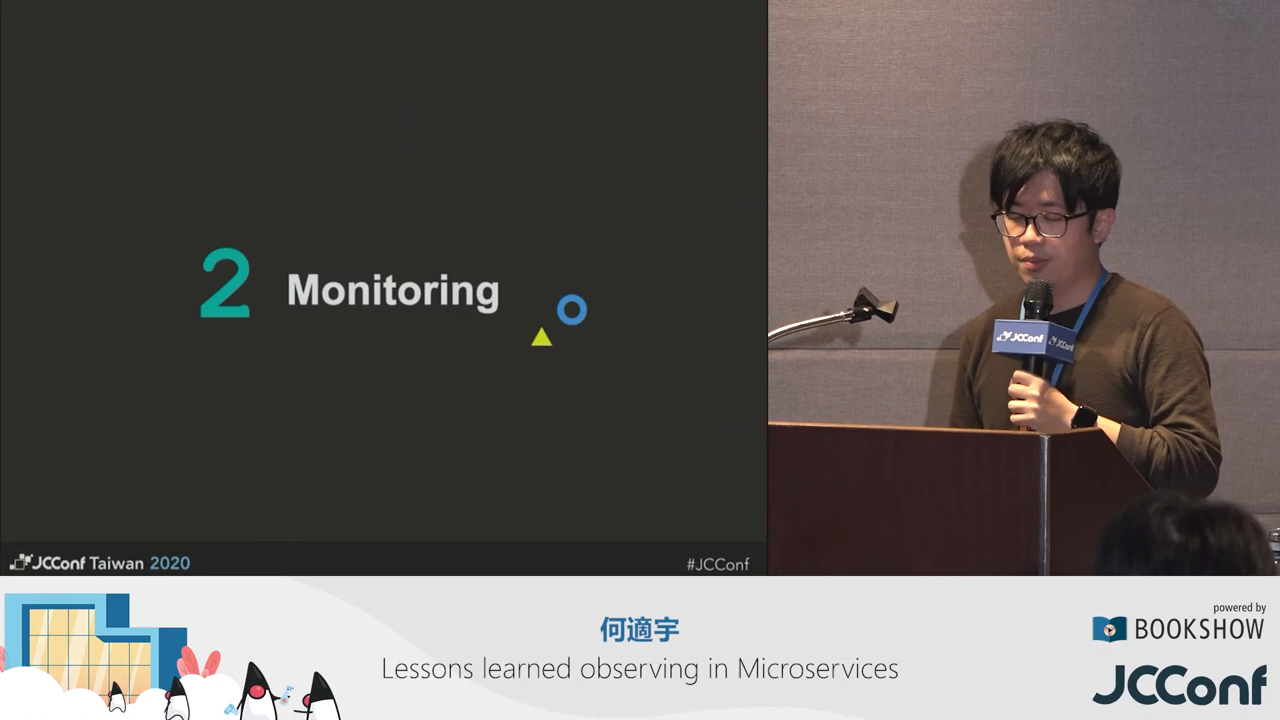 2 Monitoring
JCConf Taiwan 2020
#JCConf
JCConf
JCConf
何適宇
Lessons learned observing in Microservices
powered by
BOOKSHOW
JCConf